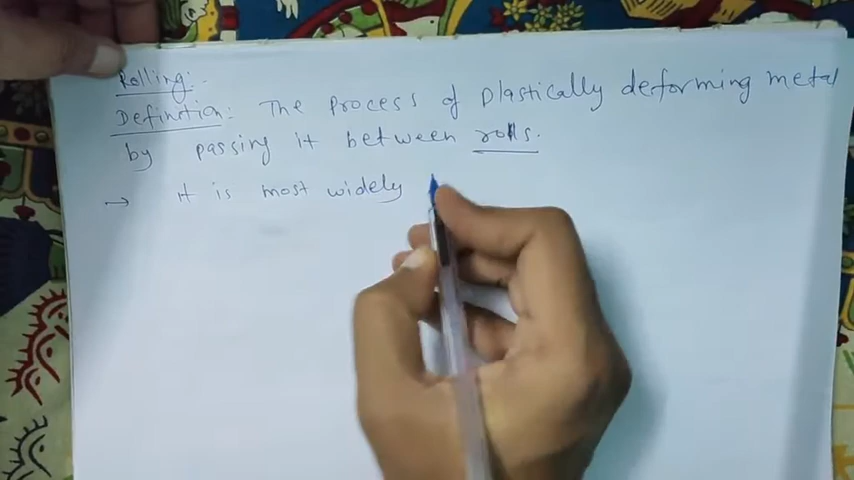 Rolling:-
Definition: The Process of Plastically deforming metal
by passing it between rolls.
→ it is most widely